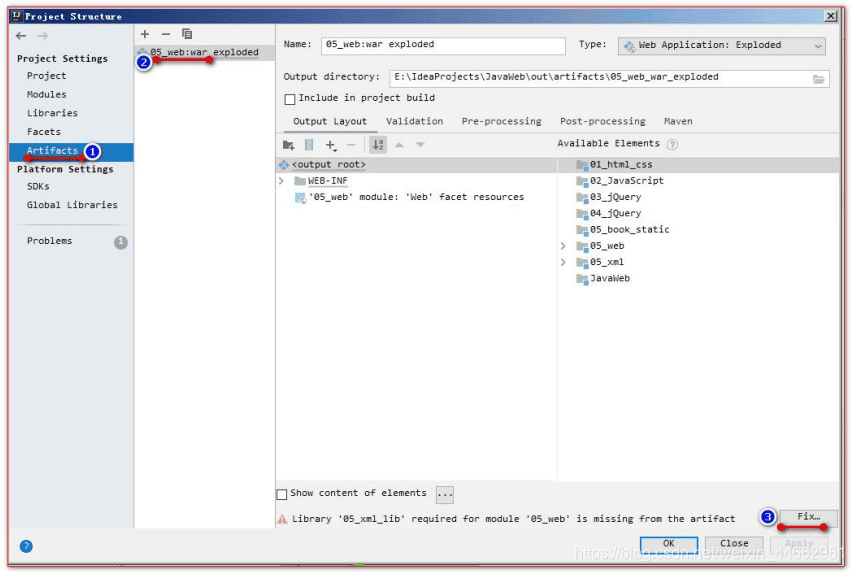 Project Structure
Project Settings
Project
Modules
Libraries
Facets
Artifacts 1
Platform Settings
SDKs
Global Libraries
Problems 1
05_web:war exploded
2
Name: 05_web:war exploded Type: Web Application: Exploded
Output directory: E:\IdeaProjects\JavaWeb\out\artifacts\05_web_war_exploded
Include in project build
Output Layout Validation Pre-processing Post-processing Maven
Available Elements ?
<output root>
WEB-INF
'05_web' module: 'Web' facet resources
01_html_css
02_JavaScript
03_jQuery
04_jQuery
05_book_static
05_web
05_xml
JavaWeb
Show content of elements ...
Library '05_xml_lib' required for module '05_web' is missing from the artifact 3 Fix…
? OK Close Apply
https://blog.csdn.net/weixin_44662961